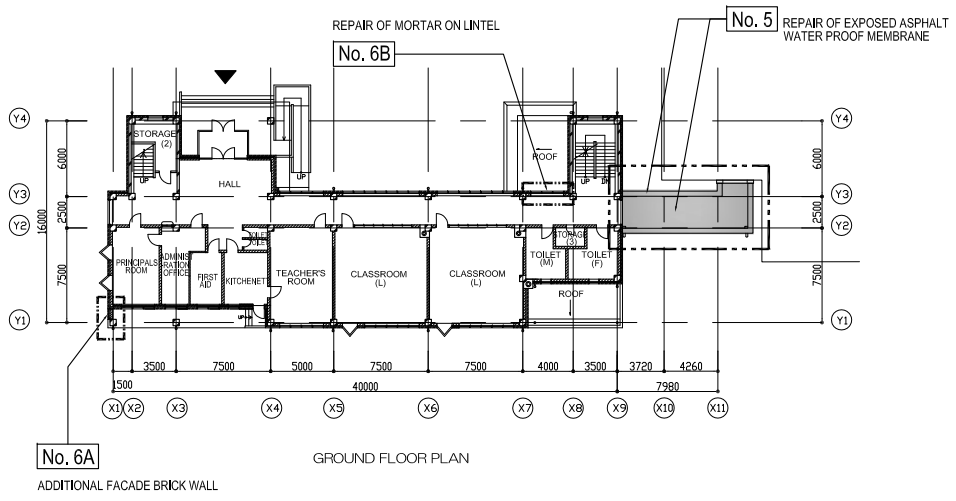 REPAIR OF MORTAR ON LINTEL
No. 6B
No. 5
REPAIR OF EXPOSED ASPHALT
WATER PROOF MEMBRANE
Y4
Y4
STORAGE
(2)
UP
UP
ROOF
UP
6000
6000
HALL
Y3
Y3
16000
2500
2500
Y2
Y2
STORAGE
(3)
PRINCIPALS
ROOM
ADMINIS
RATION
OFFICE
FIRST
AID
KITCHENETT
TEACHER'S
ROOM
CLASSROOM
(L)
CLASSROOM
(L)
TOILET
(M)
TOILET
(F)
7500
7500
ROOF
UP
Y1
Y1
3500
7500
5000
7500
7500
4000
3500
3720
4260
1500
40000
7980
X1
X2
X3
X4
X5
X6
X7
X8
X9
X10
X11
No. 6A
GROUND FLOOR PLAN
ADDITIONAL FACADE BRICK WALL